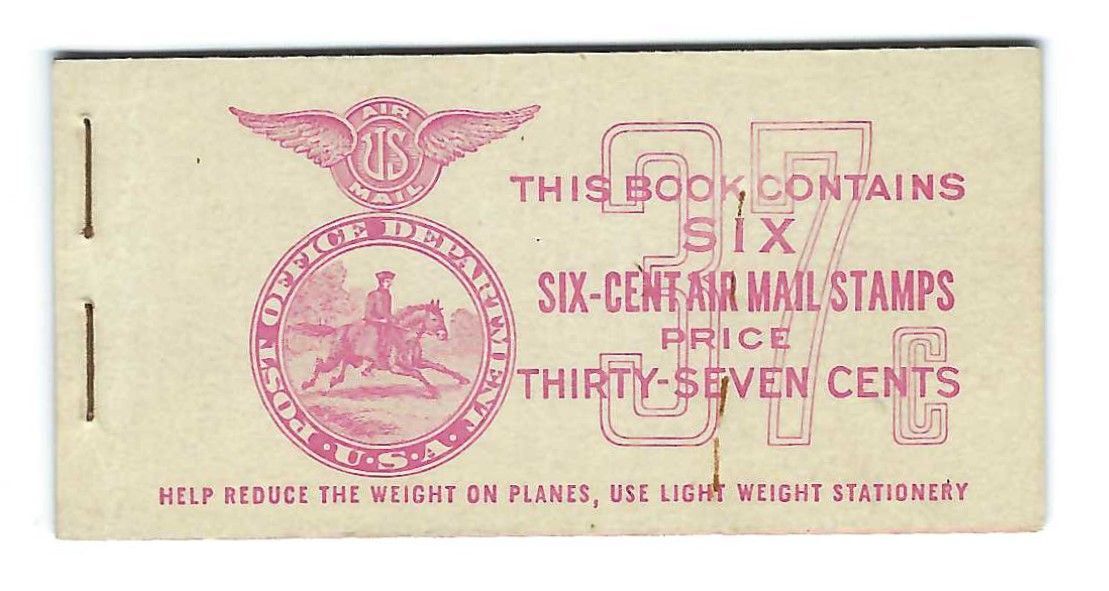 AIR
US
MAIL
POST OFFICE DEPARTMENT
U.S.A.
37c
THIS BOOK CONTAINS
SIX
SIX-CENT AIR MAIL STAMPS
PRICE
THIRTY-SEVEN CENTS
HELP REDUCE THE WEIGHT ON PLANES, USE LIGHT WEIGHT STATIONERY